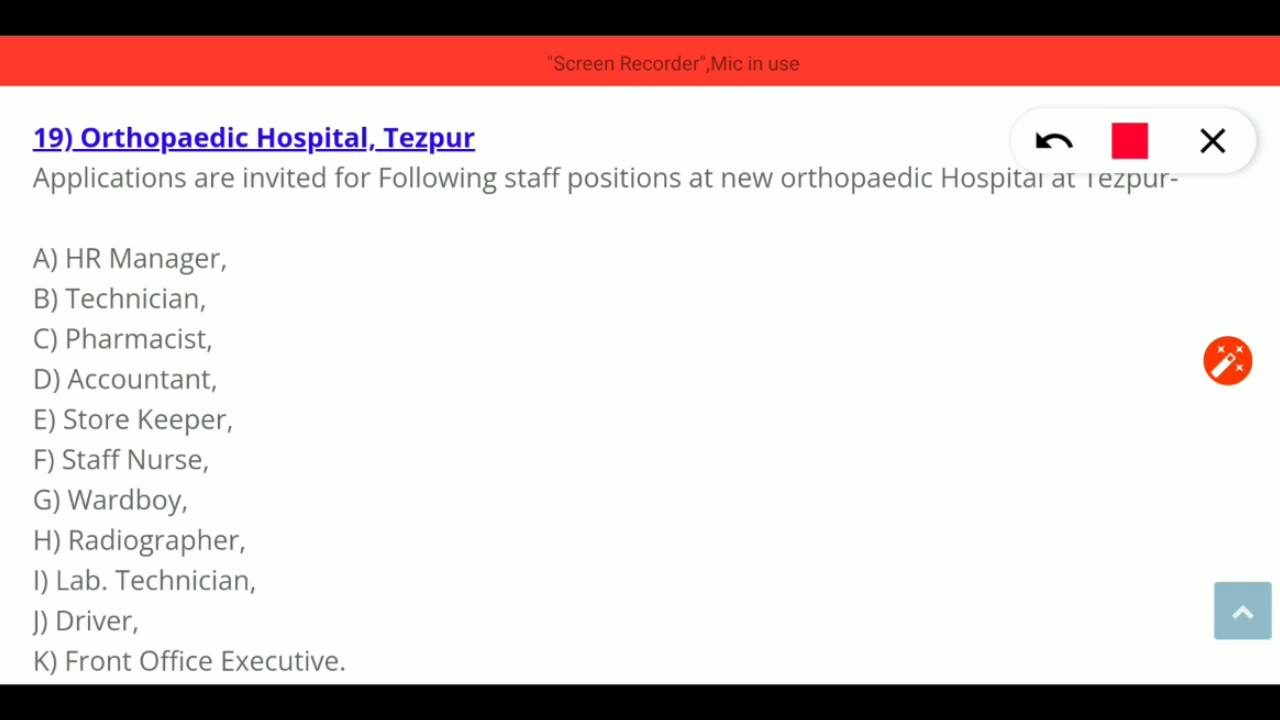 "Screen Recorder",Mic in use
19) Orthopaedic Hospital, Tezpur
Applications are invited for Following staff positions at new orthopaedic Hospital at Tezpur-
A) HR Manager,
B) Technician,
C) Pharmacist,
D) Accountant,
E) Store Keeper,
F) Staff Nurse,
G) Wardboy,
H) Radiographer,
I) Lab. Technician,
J) Driver,
K) Front Office Executive.